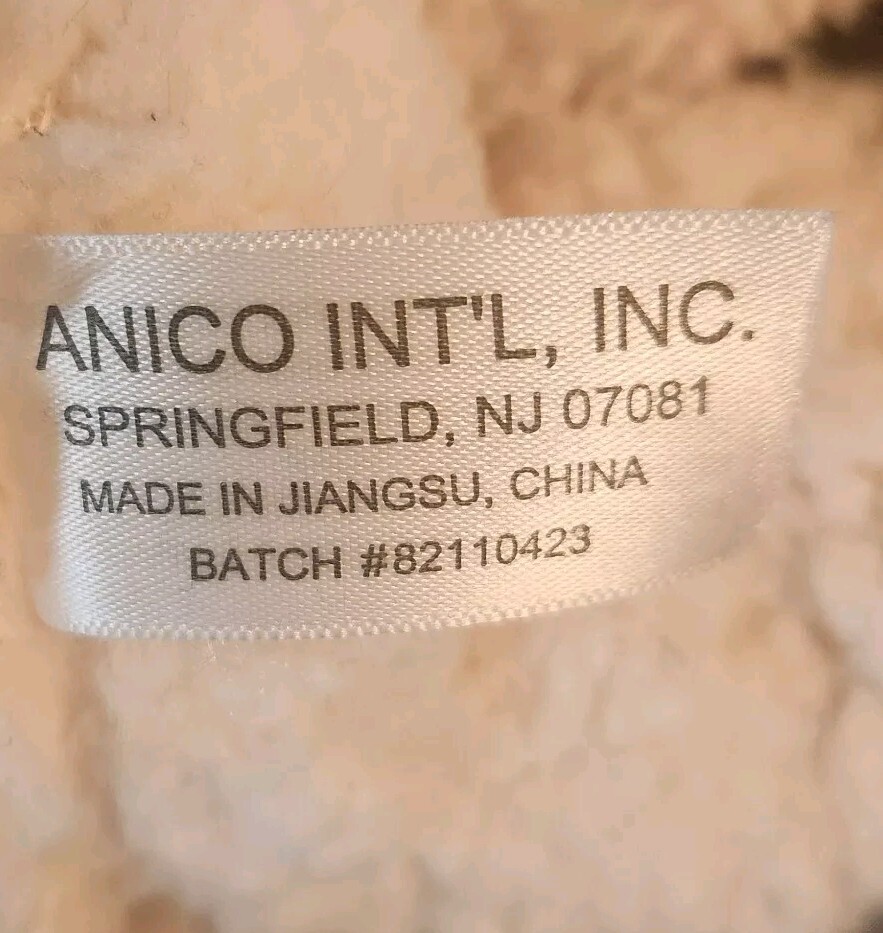 ANICO INT'L, INC.
SPRINGFIELD, NJ 07081
MADE IN JIANGSU, CHINA
BATCH #82110423